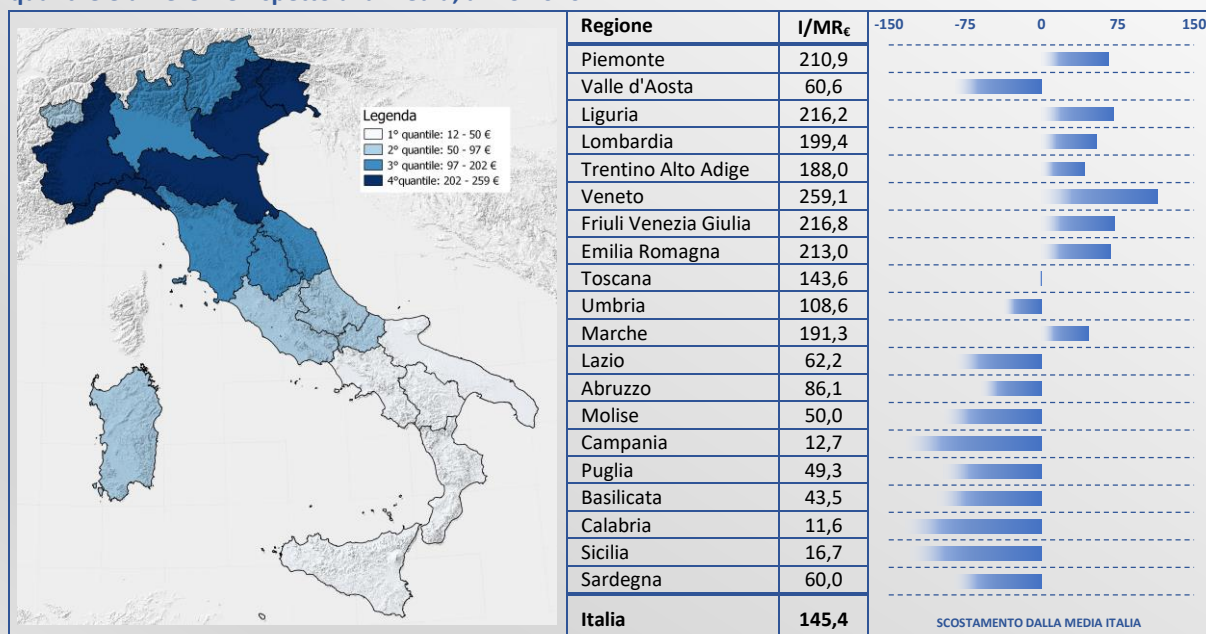 Legenda
1° quantile: 12 - 50 €
2° quantile: 50 - 97 €
3° quantile: 97 - 202 €
4°quantile: 202 - 259 €
Regione I/MR€ -150 -75 0 75 150
Piemonte 210,9
Valle d'Aosta 60,6
Liguria 216,2
Lombardia 199,4
Trentino Alto Adige 188,0
Veneto 259,1
Friuli Venezia Giulia 216,8
Emilia Romagna 213,0
Toscana 143,6
Umbria 108,6
Marche 191,3
Lazio 62,2
Abruzzo 86,1
Molise 50,0
Campania 12,7
Puglia 49,3
Basilicata 43,5
Calabria 11,6
Sicilia 16,7
Sardegna 60,0
Italia 145,4 SCOSTAMENTO DALLA MEDIA ITALIA